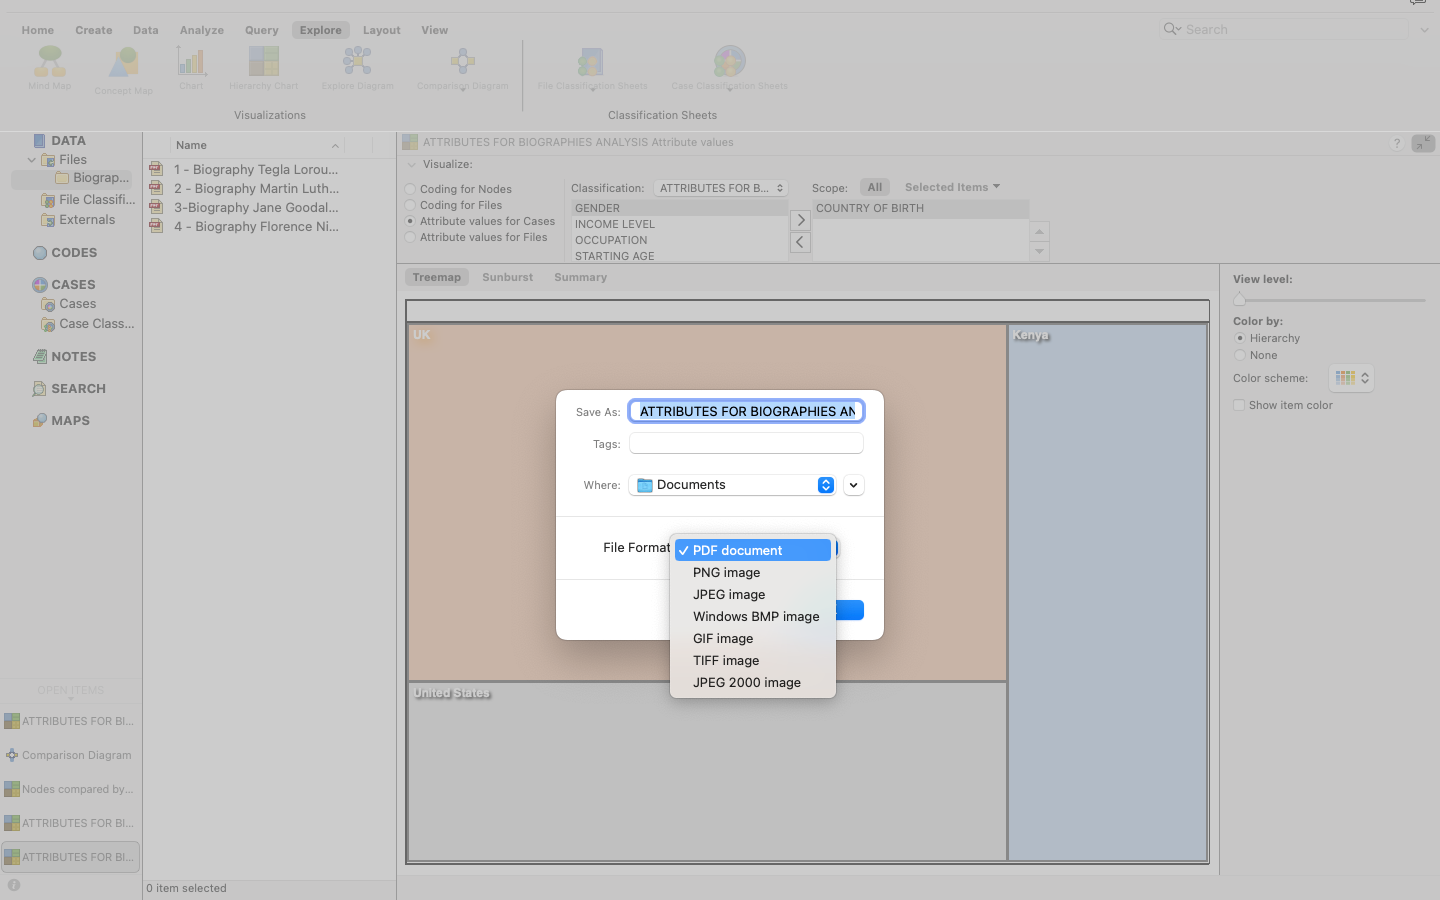 Home Create Data Analyze Query Explore Layout View
Search
Mind Map Concept Map Chart Hierarchy Chart Explore Diagram Comparison Diagram File Classification Sheets Case Classification Sheets
Visualizations Classification Sheets
DATA
Files
Biograp...
File Classifi...
Externals
CODES
CASES
Cases
Case Class...
NOTES
SEARCH
MAPS
OPEN ITEMS
ATTRIBUTES FOR BI...
Comparison Diagram
Nodes compared by...
ATTRIBUTES FOR BI...
ATTRIBUTES FOR BI...
Name
1 - Biography Tegla Lorou...
2 - Biography Martin Luth...
3-Biography Jane Goodal...
4 - Biography Florence Ni...
0 item selected
ATTRIBUTES FOR BIOGRAPHIES ANALYSIS Attribute values
?
Visualize:
Coding for Nodes
Coding for Files
Attribute values for Cases
Attribute values for Files
Classification: ATTRIBUTES FOR B...
GENDER
INCOME LEVEL
OCCUPATION
STARTING AGE
Scope: All Selected Items
COUNTRY OF BIRTH
Treemap Sunburst Summary
UK
Kenya
United States
View level:
Color by:
Hierarchy
None
Color scheme:
Show item color
Save As: ATTRIBUTES FOR BIOGRAPHIES AN
Tags:
Where: Documents
File Format
PDF document
PNG image
JPEG image
Windows BMP image
GIF image
TIFF image
JPEG 2000 image